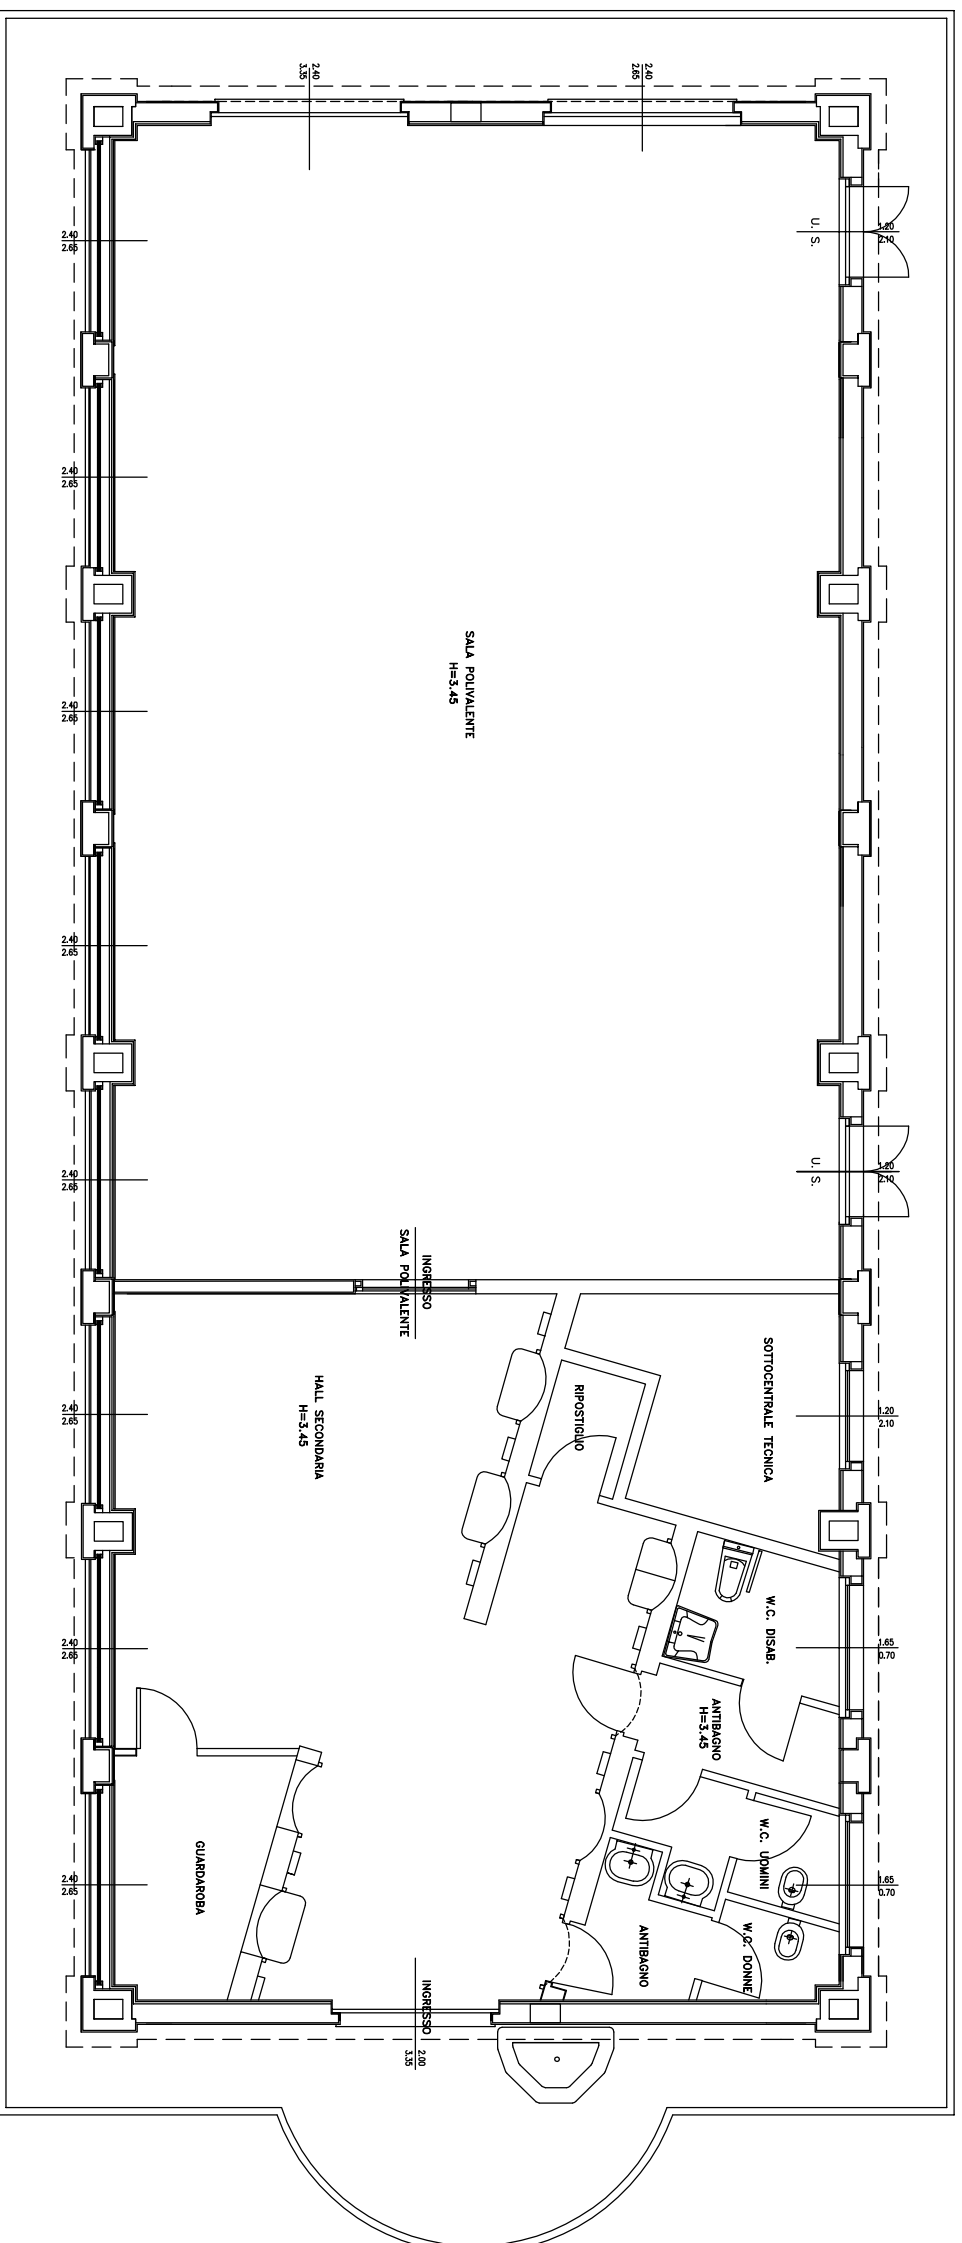 2.40
3.35
2.40
2.65
1.20
2.10
U. S.
2.40
2.65
2.40
2.65
SALA POLIVALENTE
H=3.45
2.40
2.65
2.40
2.65
1.20
2.10
U. S.
2.40
2.65
INGRESSO
SALA POLIVALENTE
SOTTOCENTRALE TECNICA
RIPOSTIGLIO
HALL SECONDARIA
H=3.45
1.20
2.10
2.40
2.65
W.C. DISAB.
1.65
0.70
2.40
2.65
ANTIBAGNO
H=3.45
W.C. UOMINI
GUARDAROBA
1.65
0.70
2.40
2.65
ANTIBAGNO
W.C. DONNE
INGRESSO
2.00
3.35